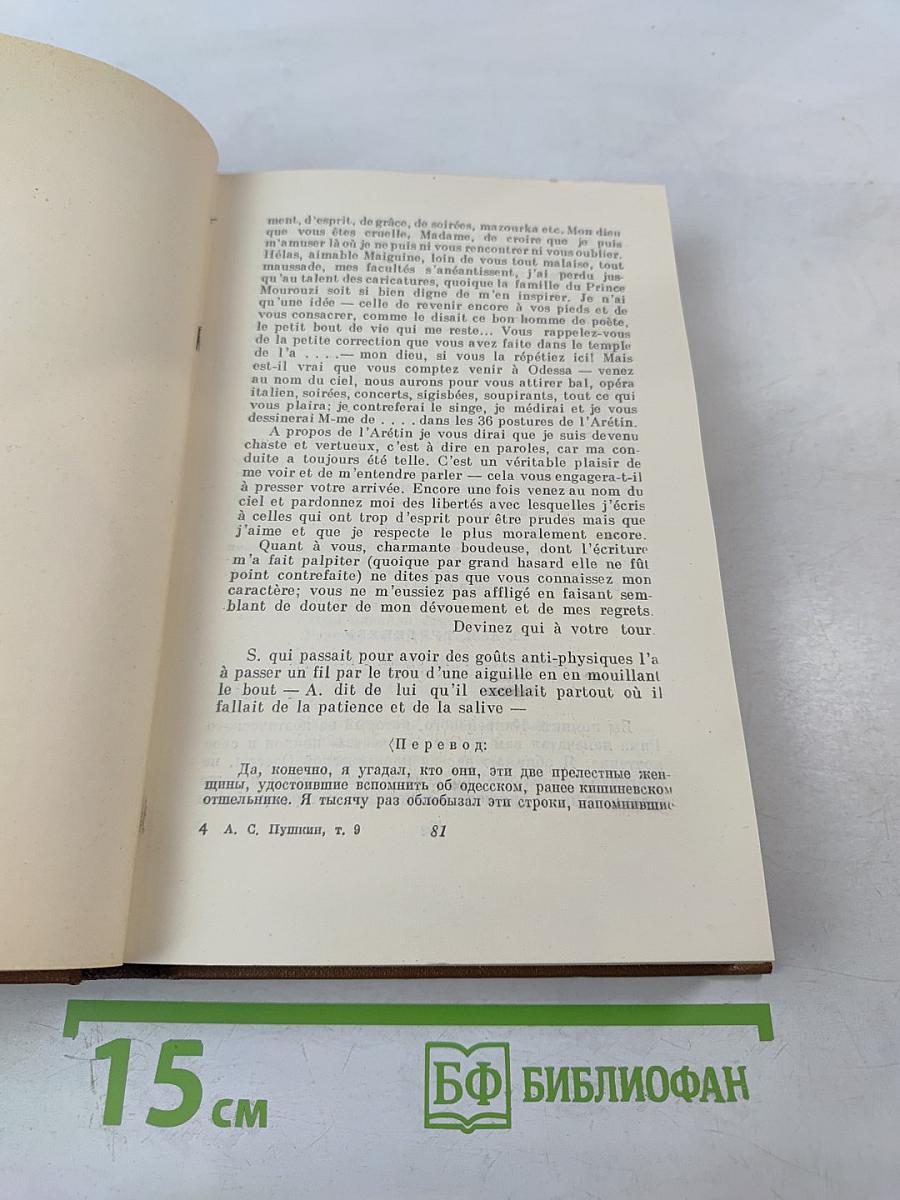 ment, d'esprit, de grâce, de soirées, mazourka etc. Mon dieu
que vous êtes cruelle, Madame, de croire que je puis
m'amuser là où je ne puis ni vous rencontrer ni vous oublier.
Hélas, aimable Maiguine, loin de vous tout malaise, tout
maussade, mes facultés s'anéantissent, j'ai perdu jus-
qu'au talent des caricatures, quoique la famille du Prince
Mourouzi soit si bien digne de m'en inspirer. Je n'ai
qu'une idée — celle de revenir encore à vos pieds et de
vous consacrer, comme le disait ce bon homme de poète,
le petit bout de vie qui me reste... Vous rappelez-vous
de la petite correction que vous avez faite dans le temple
de l'a . . . .— mon dieu, si vous la répétiez ici! Mais
est-il vrai que vous comptez venir à Odessa — venez
au nom du ciel, nous aurons pour vous attirer bal, opéra
italien, soirées, concerts, sigisbées, soupirants, tout ce qui
vous plaira; je contreferai le singe, je médirai et je vous
dessinerai M-me de . . . . dans les 36 postures de l'Arétin.
A propos de l'Arétin je vous dirai que je suis devenu
chaste et vertueux, c'est à dire en paroles, car ma con-
duite a toujours été telle. C'est un véritable plaisir de
me voir et de m'entendre parler — cela vous engagera-t-il
à presser votre arrivée. Encore une fois venez au nom du
ciel et pardonnez moi des libertés avec lesquelles j'écris
à celles qui ont trop d'esprit pour être prudes mais que
j'aime et que je respecte le plus moralement encore.
Quant à vous, charmante boudeuse, dont l'écriture
m'a fait palpiter (quoique par grand hasard elle ne fût
point contrefaite) ne dites pas que vous connaissez mon
caractère; vous ne m'eussiez pas affligé en faisant sem-
blant de douter de mon dévouement et de mes regrets.
Devinez qui à votre tour.
S. qui passait pour avoir des goûts anti-physiques l'a
à passer un fil par le trou d'une aiguille en en mouillant
le bout — A. dit de lui qu'il excellait partout où il
fallait de la patience et de la salive —
〈Перевод:
Да, конечно, я угадал, кто они, эти две прелестные жен-
щины, удостоившие вспомнить об одесском, ранее кишиневском
отшельнике. Я тысячу раз облобызал эти строки, напомнившие
4 А. С. Пушкин, т. 9 81
15 см
БФ БИБЛИОФАН